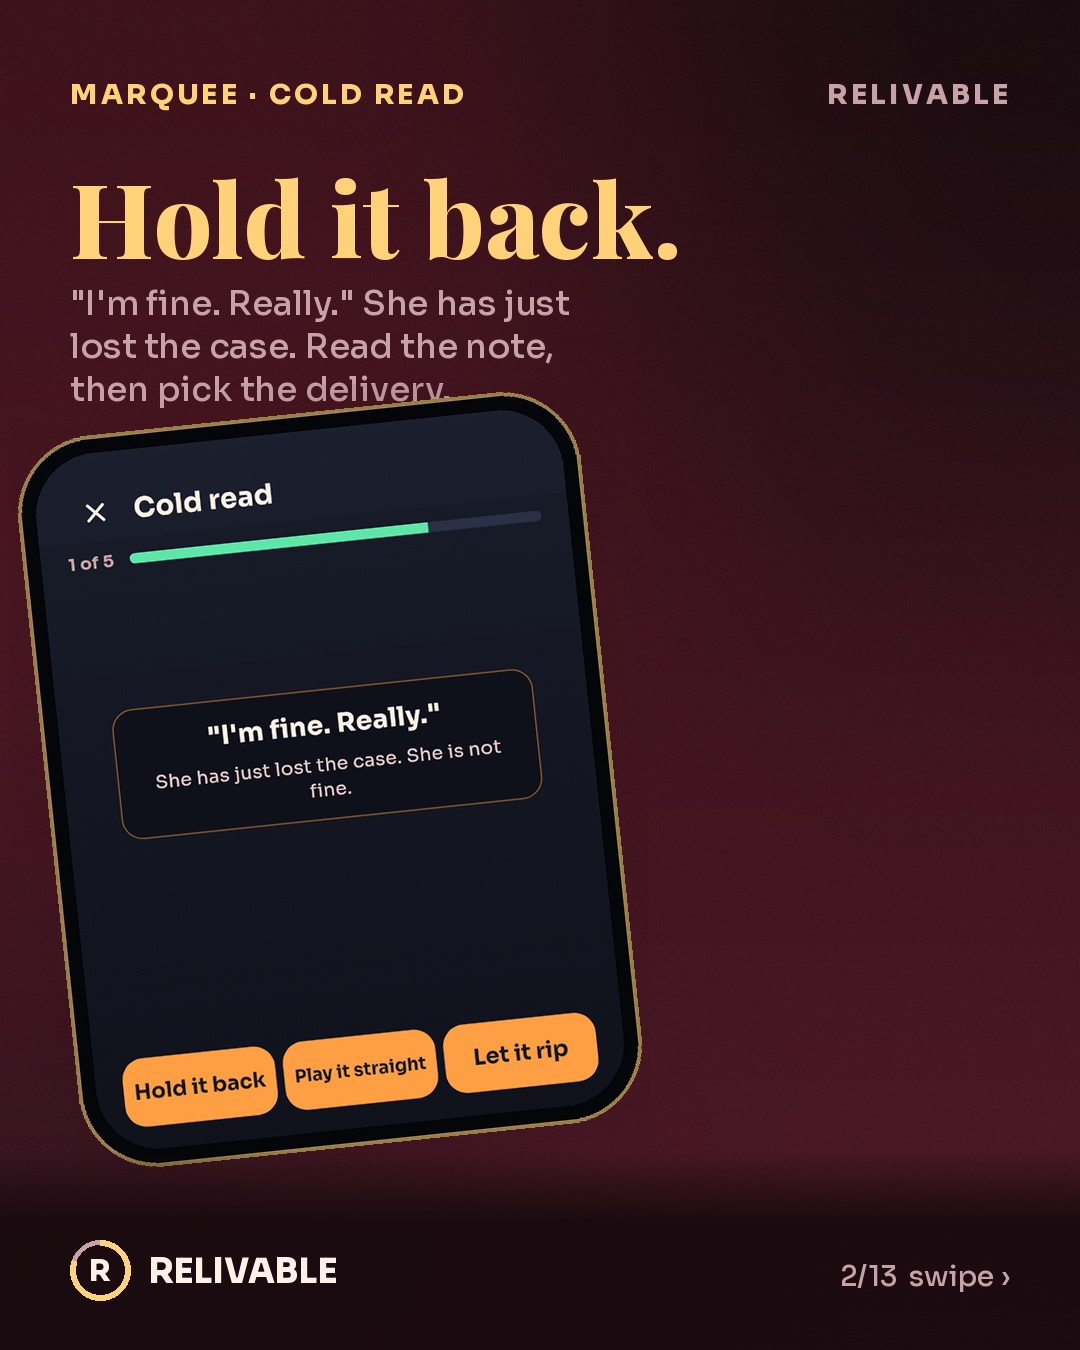 MARQUEE · COLD READ
RELIVABLE
Hold it back.
"I'm fine. Really." She has just
lost the case. Read the note,
then pick the delivery.
Cold read
1 of 5
"I'm fine. Really."
She has just lost the case. She is not
fine.
Hold it back
Play it straight
Let it rip
R RELIVABLE
2/13 swipe ›